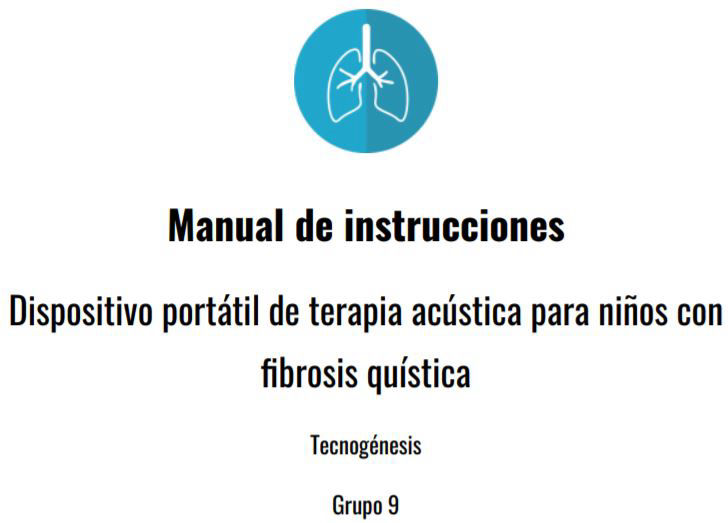 Manual de instrucciones
Dispositivo portátil de terapia acústica para niños con
fibrosis quística
Tecnogénesis
Grupo 9